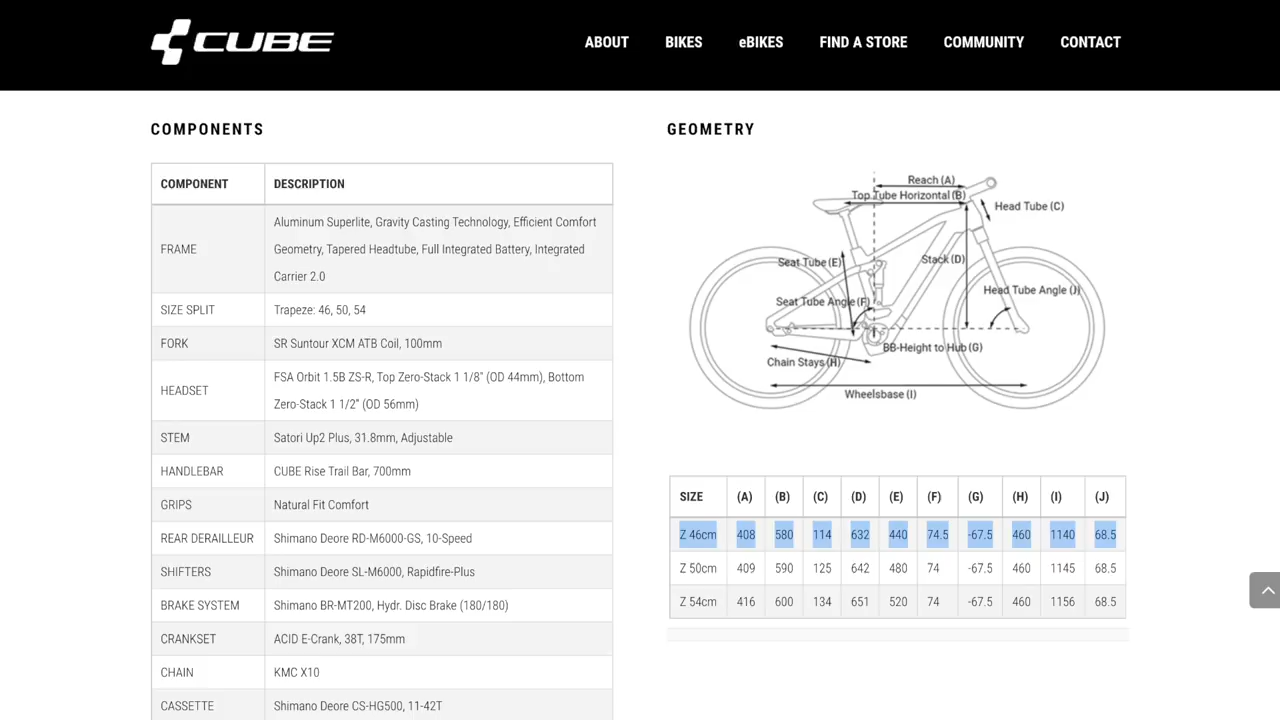 CUBE
ABOUT BIKES eBIKES FIND A STORE COMMUNITY CONTACT
COMPONENTS
COMPONENT DESCRIPTION
FRAME Aluminum Superlite, Gravity Casting Technology, Efficient Comfort
Geometry, Tapered Headtube, Full Integrated Battery, Integrated
Carrier 2.0
SIZE SPLIT Trapeze: 46, 50, 54
FORK SR Suntour XCM ATB Coil, 100mm
HEADSET FSA Orbit 1.5B ZS-R, Top Zero-Stack 1 1/8" (OD 44mm), Bottom
Zero-Stack 1 1/2" (OD 56mm)
STEM Satori Up2 Plus, 31.8mm, Adjustable
HANDLEBAR CUBE Rise Trail Bar, 700mm
GRIPS Natural Fit Comfort
REAR DERAILLEUR Shimano Deore RD-M6000-GS, 10-Speed
SHIFTERS Shimano Deore SL-M6000, Rapidfire-Plus
BRAKE SYSTEM Shimano BR-MT200, Hydr. Disc Brake (180/180)
CRANKSET ACID E-Crank, 38T, 175mm
CHAIN KMC X10
CASSETTE Shimano Deore CS-HG500, 11-42T
GEOMETRY
Reach (A)
Top Tube Horizontal (B)
Head Tube (C)
Seat Tube (E)
Stack (D)
Head Tube Angle (J)
Seat Tube Angle (F)
BB-Height to Hub (G)
Chain Stays (H)
Wheelsbase (I)
SIZE (A) (B) (C) (D) (E) (F) (G) (H) (I) (J)
Z 46cm 408 580 114 632 440 74.5 -67.5 460 1140 68.5
Z 50cm 409 590 125 642 480 74 -67.5 460 1145 68.5
Z 54cm 416 600 134 651 520 74 -67.5 460 1156 68.5